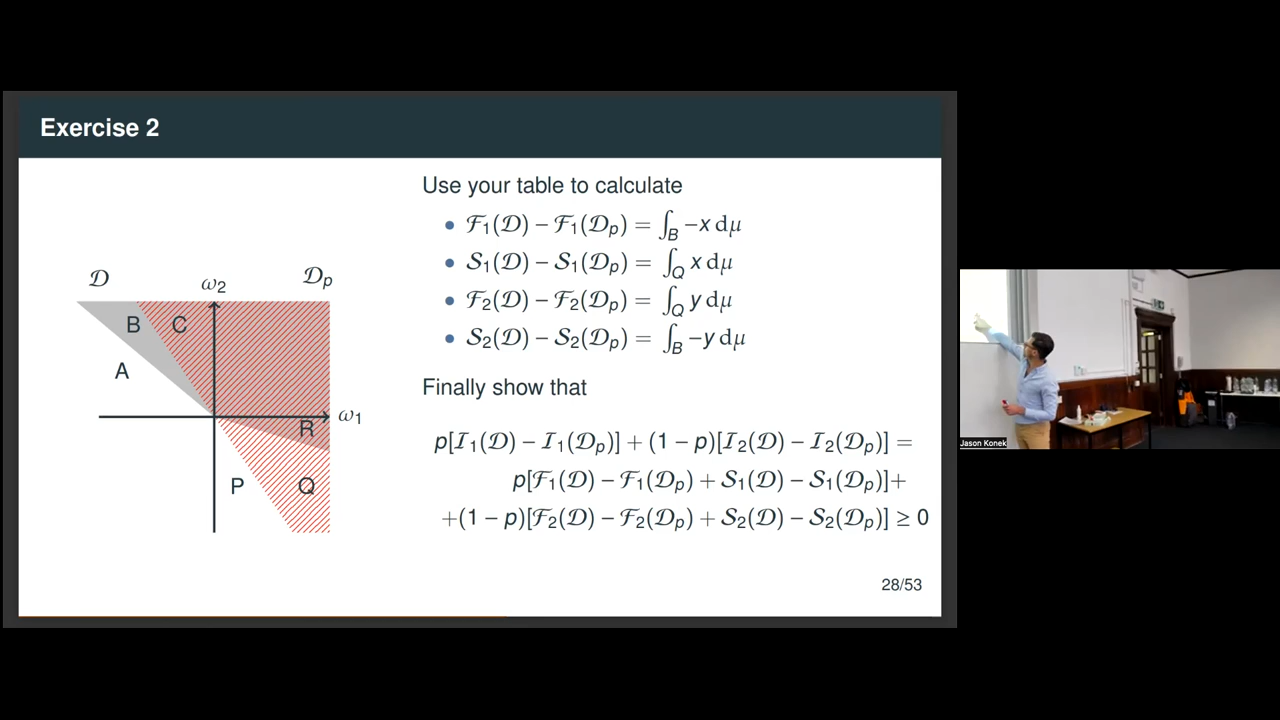 Exercise 2
Use your table to calculate
• ℱ₁(𝒟) − ℱ₁(𝒟ₚ) = ∫_B −x dμ
• 𝒮₁(𝒟) − 𝒮₁(𝒟ₚ) = ∫_Q x dμ
• ℱ₂(𝒟) − ℱ₂(𝒟ₚ) = ∫_Q y dμ
• 𝒮₂(𝒟) − 𝒮₂(𝒟ₚ) = ∫_B −y dμ
Finally show that
p[ℐ₁(𝒟) − ℐ₁(𝒟ₚ)] + (1 − p)[ℐ₂(𝒟) − ℐ₂(𝒟ₚ)] =
p[ℱ₁(𝒟) − ℱ₁(𝒟ₚ) + 𝒮₁(𝒟) − 𝒮₁(𝒟ₚ)]+
+(1 − p)[ℱ₂(𝒟) − ℱ₂(𝒟ₚ) + 𝒮₂(𝒟) − 𝒮₂(𝒟ₚ)] ≥ 0
𝒟
ω₂
𝒟ₚ
B
C
A
ω₁
R
P
Q
28/53
Jason Konek